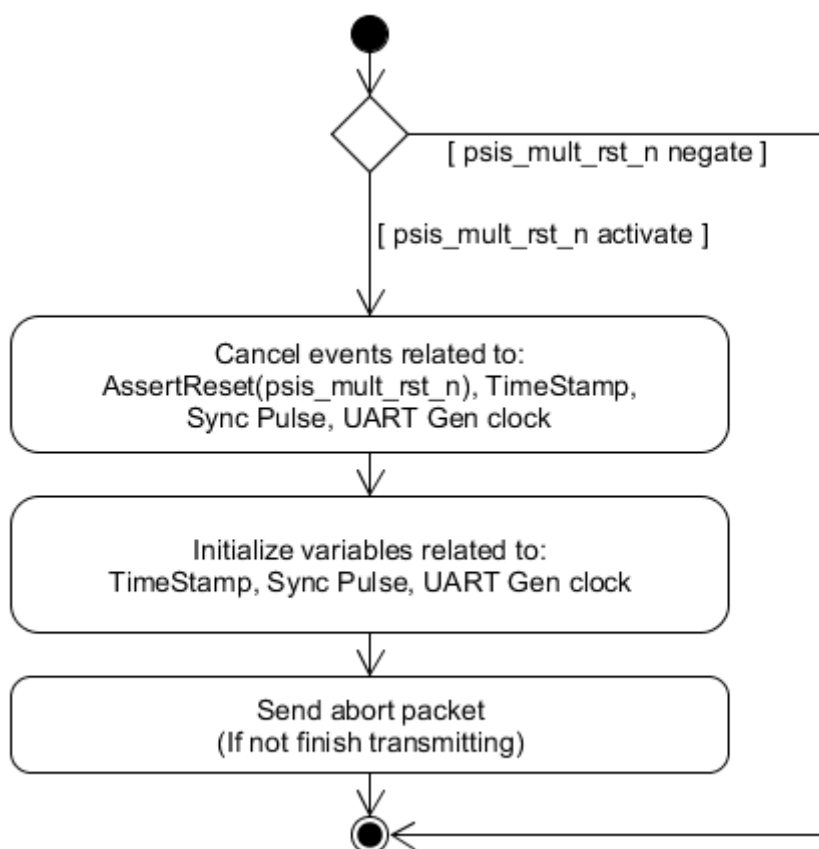 [ psis_mult_rst_n negate ]
[ psis_mult_rst_n activate ]
Cancel events related to:
AssertReset(psis_mult_rst_n), TimeStamp,
Sync Pulse, UART Gen clock
Initialize variables related to:
TimeStamp, Sync Pulse, UART Gen clock
Send abort packet
(If not finish transmitting)